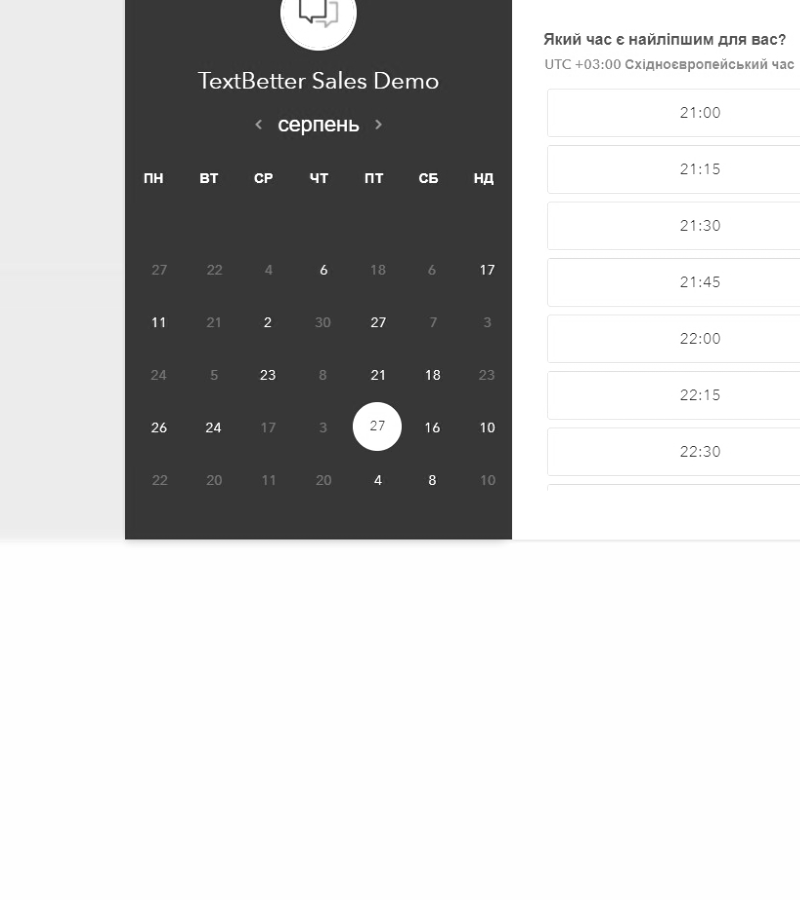 TextBetter Sales Demo
< серпень >
ПН ВТ СР ЧТ ПТ СБ НД
27 22 4 6 18 6 17
11 21 2 30 27 7 3
24 5 23 8 21 18 23
26 24 17 3 27 16 10
22 20 11 20 4 8 10
Який час є найліпшим для вас?
UTC +03:00 Східноєвропейський час
21:00
21:15
21:30
21:45
22:00
22:15
22:30